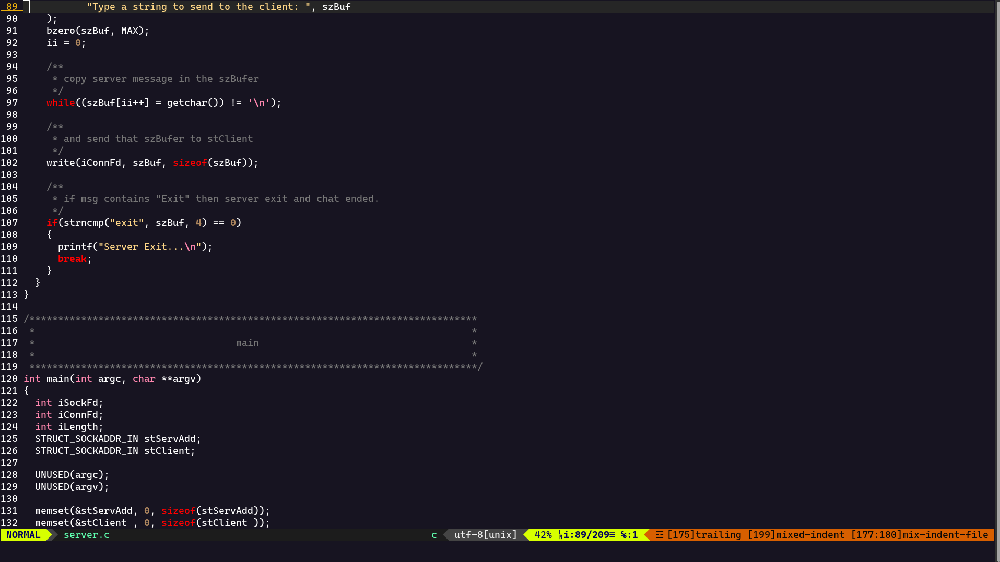 89            "Type a string to send to the client: ", szBuf
90     );
91     bzero(szBuf, MAX);
92     ii = 0;
93
94     /**
95      * copy server message in the szBufer
96      */
97     while((szBuf[ii++] = getchar()) != '\n');
98
99     /**
100      * and send that szBufer to stClient
101      */
102     write(iConnFd, szBuf, sizeof(szBuf));
103
104     /**
105      * if msg contains "Exit" then server exit and chat ended.
106      */
107     if(strncmp("exit", szBuf, 4) == 0)
108     {
109       printf("Server Exit...\n");
110       break;
111     }
112   }
113 }
114
115 /******************************************************************************
116  *                                                                            *
117  *                                   main                                     *
118  *                                                                            *
119  ******************************************************************************/
120 int main(int argc, char **argv)
121 {
122   int iSockFd;
123   int iConnFd;
124   int iLength;
125   STRUCT_SOCKADDR_IN stServAdd;
126   STRUCT_SOCKADDR_IN stClient;
127
128   UNUSED(argc);
129   UNUSED(argv);
130
131   memset(&stServAdd, 0, sizeof(stServAdd));
132   memset(&stClient , 0, sizeof(stClient ));
NORMAL server.c c utf-8[unix] 42% ㏑:89/209≡ ℅:1 ☲ [175]trailing [199]mixed-indent [177:180]mix-indent-file